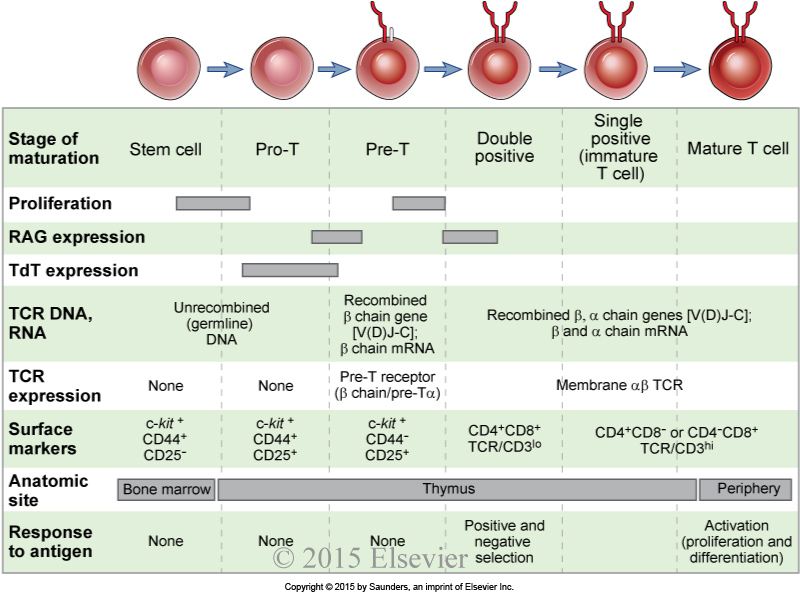 Stage of
maturation
Stem cell
Pro-T
Pre-T
Double
positive
Single
positive
(immature
T cell)
Mature T cell
Proliferation
RAG expression
TdT expression
TCR DNA,
RNA
Unrecombined
(germline)
DNA
Recombined
β chain gene
[V(D)J-C];
β chain mRNA
Recombined β, α chain genes [V(D)J-C];
β and α chain mRNA
TCR
expression
None
None
Pre-T receptor
(β chain/pre-Tα)
Membrane αβ TCR
Surface
markers
c-kit +
CD44+
CD25-
c-kit +
CD44+
CD25+
c-kit +
CD44-
CD25+
CD4+CD8+
TCR/CD3lo
CD4+CD8- or CD4-CD8+
TCR/CD3hi
Anatomic
site
Bone marrow
Thymus
Periphery
Response
to antigen
None
None
None
Positive and
negative
selection
Activation
(proliferation and
differentiation)
© 2015 Elsevier
Copyright © 2015 by Saunders, an imprint of Elsevier Inc.